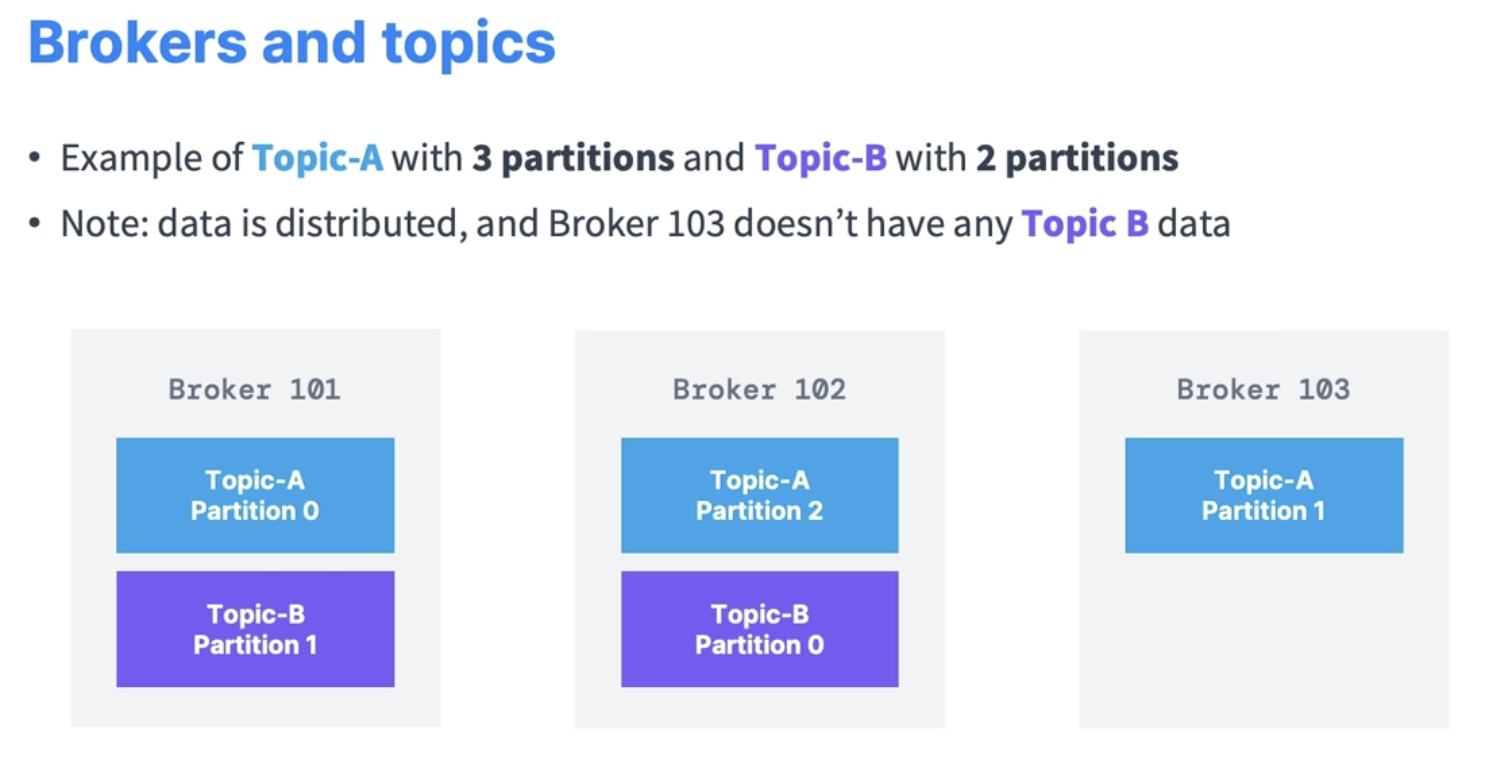 Brokers and topics
• Example of Topic-A with 3 partitions and Topic-B with 2 partitions
• Note: data is distributed, and Broker 103 doesn’t have any Topic B data
Broker 101
Topic-A
Partition 0
Topic-B
Partition 1
Broker 102
Topic-A
Partition 2
Topic-B
Partition 0
Broker 103
Topic-A
Partition 1